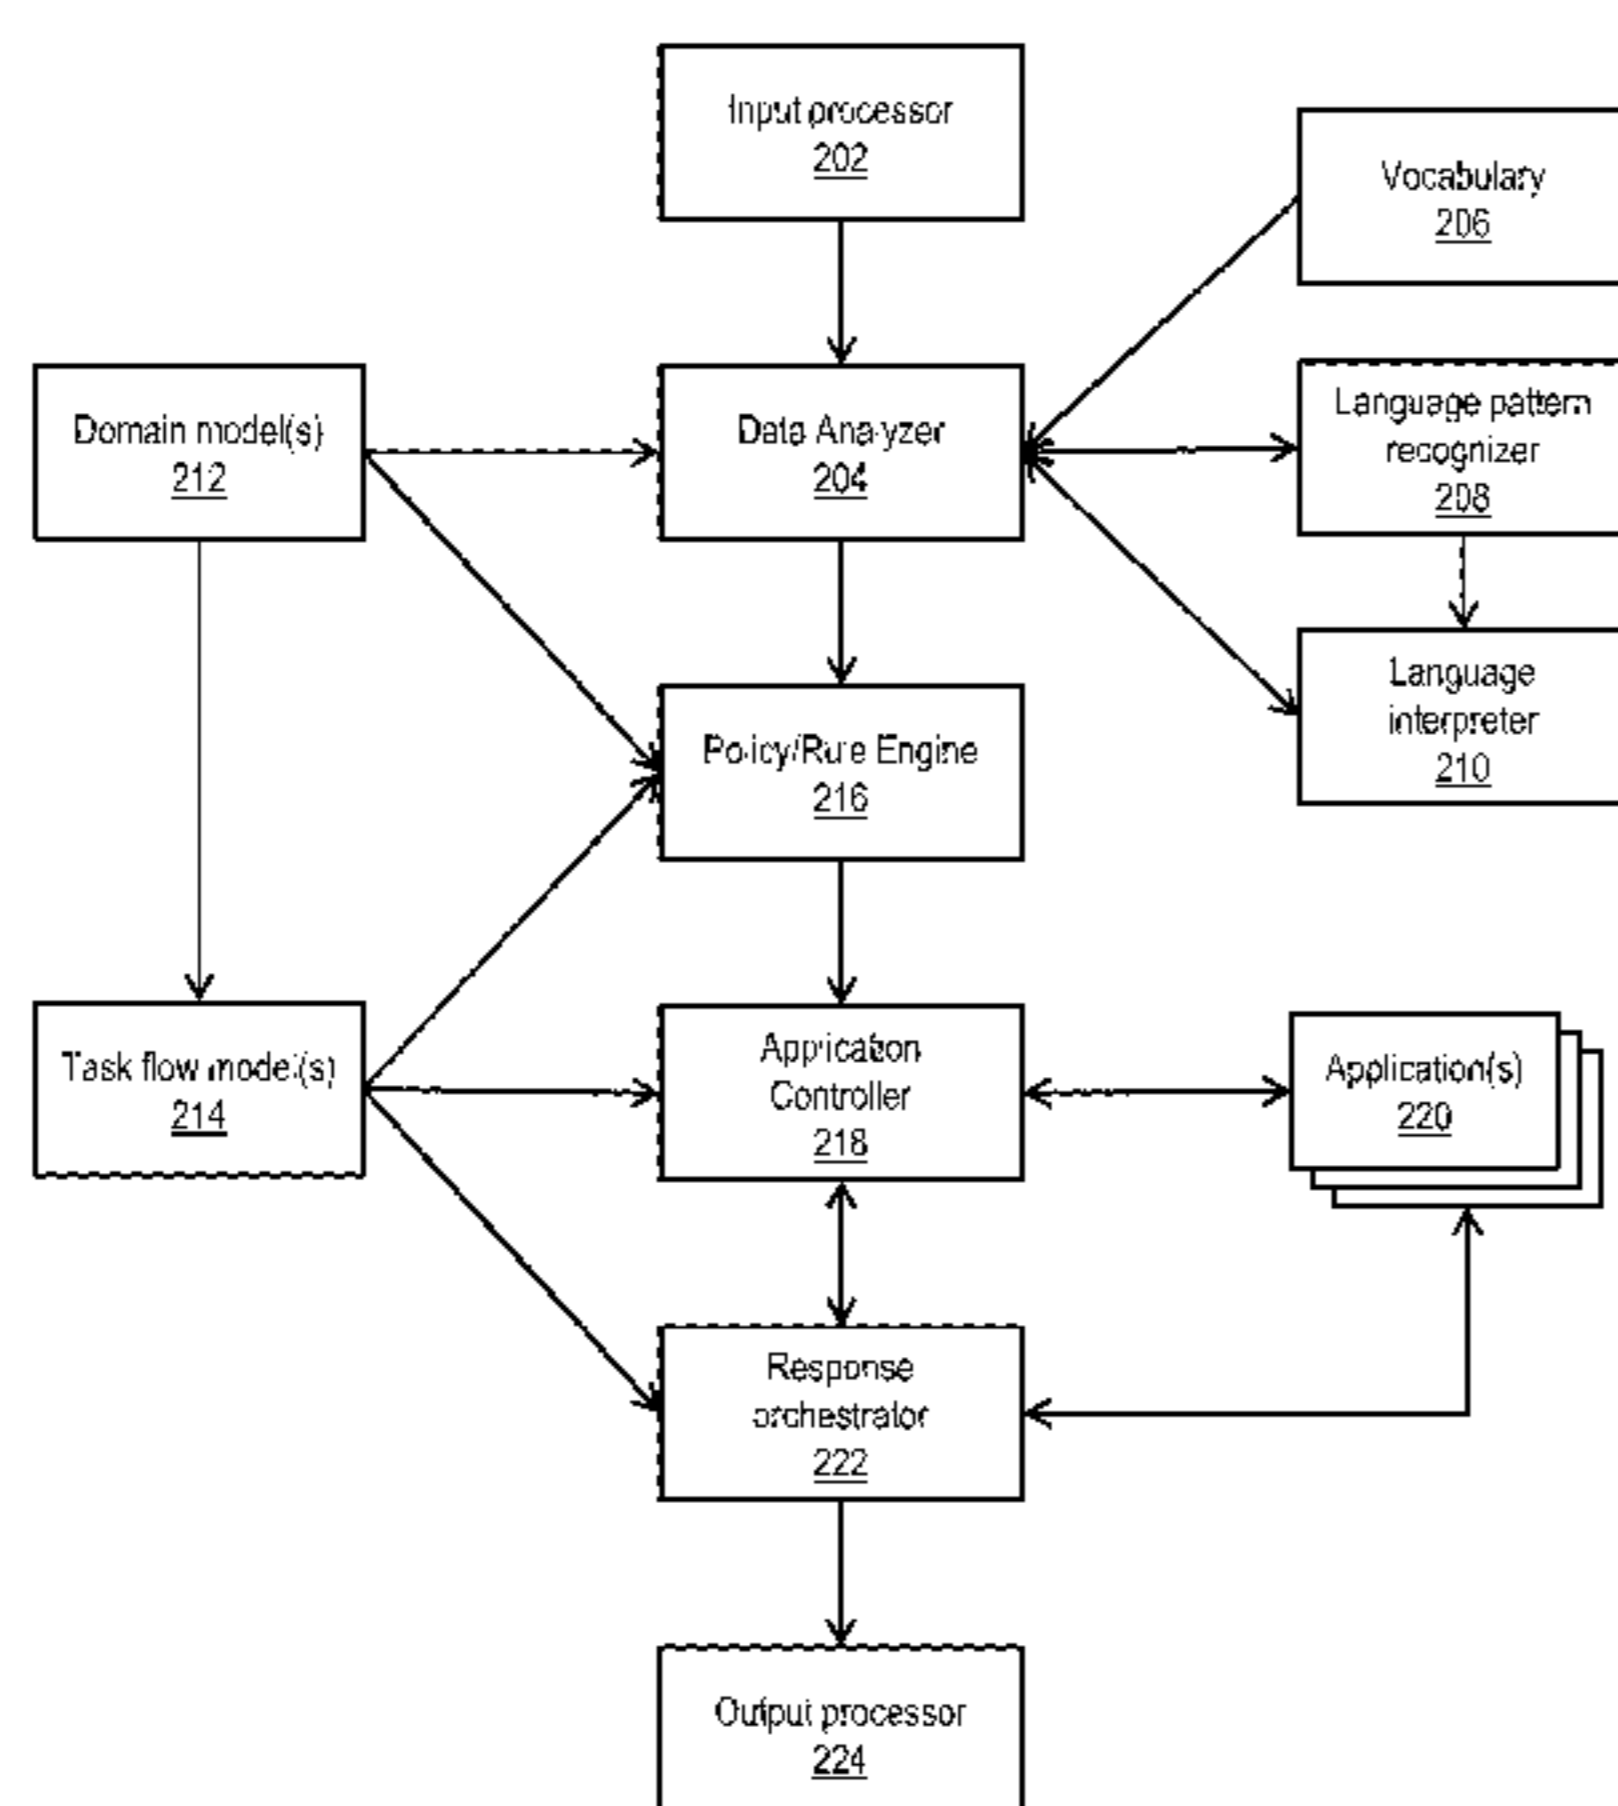 Input processor
202
Vocabulary
206
Domain model(s)
212
Data Analyzer
204
Language pattern
recognizer
208
Language
interpreter
210
Policy/Rule Engine
216
Task flow model(s)
214
Application
Controller
218
Application(s)
220
Response
orchestrator
222
Output processor
224